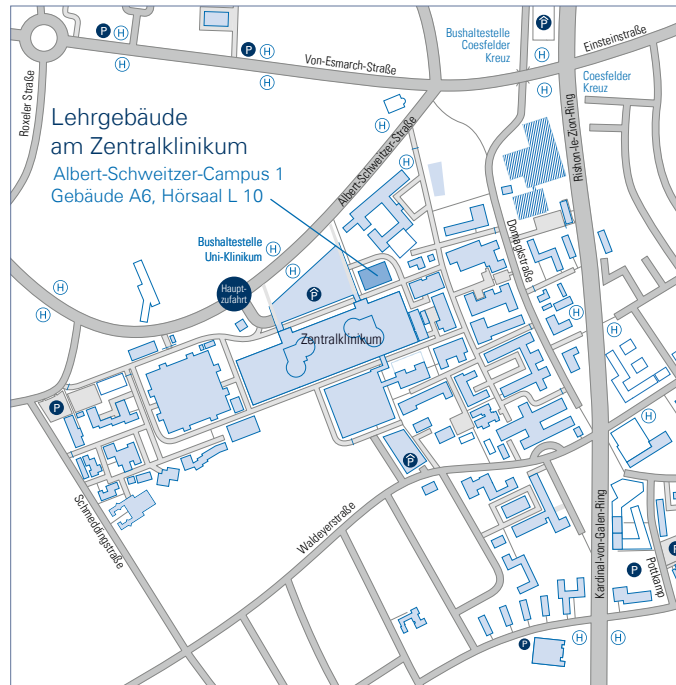 P
H
H
P
H
H
Von-Esmarch-Straße
Bushaltestelle
Coesfelder
Kreuz
P
H
H
Einsteinstraße
Coesfelder
Kreuz
H
H
Roxeler Straße
Rishon-le-Zion-Ring
Lehrgebäude
am Zentralklinikum
Albert-Schweitzer-Campus 1
Gebäude A6, Hörsaal L 10
H
H
Albert-Schweitzer-Straße
Domagkstraße
Bushaltestelle
Uni-Klinikum
H
H
Haupt-
zufahrt
P
H
H
H
H
Zentralklinikum
P
P
H
H
Schmeddingstraße
Waldeyerstraße
Kardinal-von-Galen-Ring
P
P
Pottkamp
P
H
H